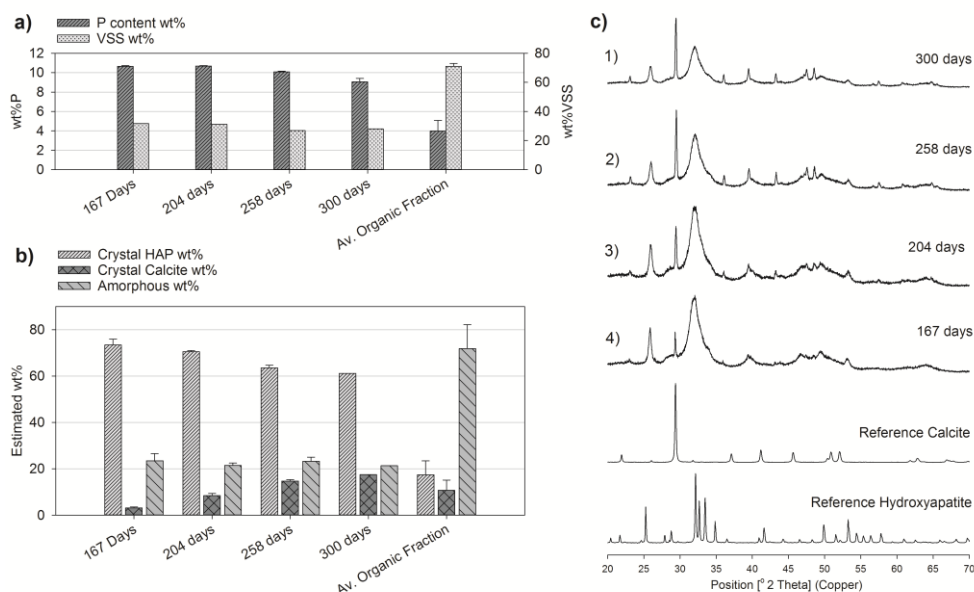 a)
P content wt%
VSS wt%
wt%P
12
10
8
6
4
2
0
80
60
40
20
0
wt%VSS
167 Days
204 days
258 days
300 days
Av. Organic Fraction
b)
Crystal HAP wt%
Crystal Calcite wt%
Amorphous wt%
Estimated wt%
80
60
40
20
0
167 Days
204 days
258 days
300 days
Av. Organic Fraction
c)
1)
300 days
2)
258 days
3)
204 days
4)
167 days
Reference Calcite
Reference Hydroxyapatite
20 25 30 35 40 45 50 55 60 65 70
Position [° 2 Theta] (Copper)